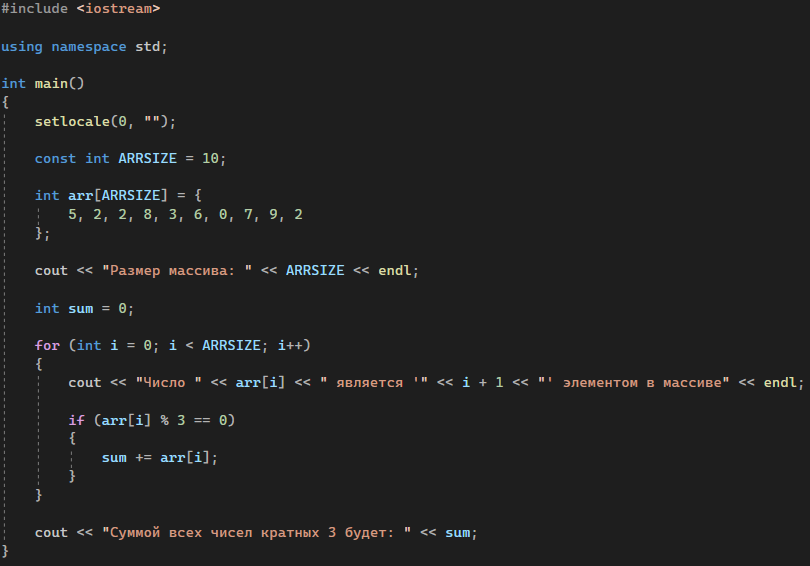 #include <iostream>
using namespace std;
int main()
{
setlocale(0, "");
const int ARRSIZE = 10;
int arr[ARRSIZE] = {
5, 2, 2, 8, 3, 6, 0, 7, 9, 2
};
cout << "Размер массива: " << ARRSIZE << endl;
int sum = 0;
for (int i = 0; i < ARRSIZE; i++)
{
cout << "Число " << arr[i] << " является '" << i + 1 << "' элементом в массиве" << endl;
if (arr[i] % 3 == 0)
{
sum += arr[i];
}
}
cout << "Суммой всех чисел кратных 3 будет: " << sum;
}